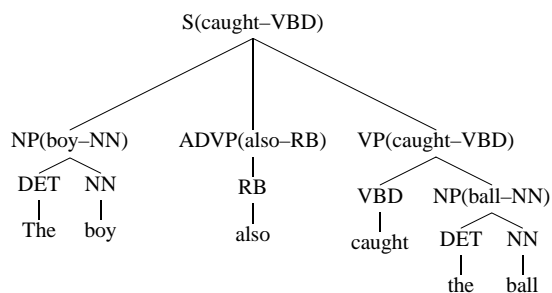 S(caught–VBD)
NP(boy–NN) ADVP(also–RB) VP(caught–VBD)
DET NN RB VBD NP(ball–NN)
The boy also caught DET NN
the ball